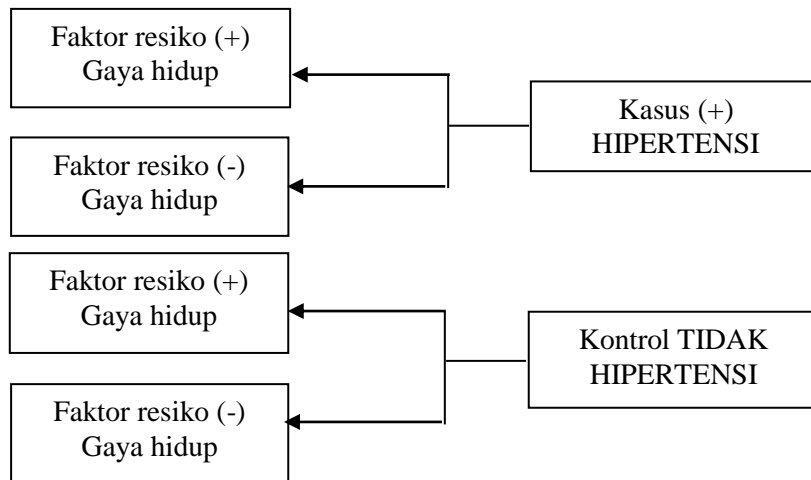 Faktor resiko (+)
Gaya hidup
Kasus (+)
HIPERTENSI
Faktor resiko (-)
Gaya hidup
Faktor resiko (+)
Gaya hidup
Kontrol TIDAK
HIPERTENSI
Faktor resiko (-)
Gaya hidup